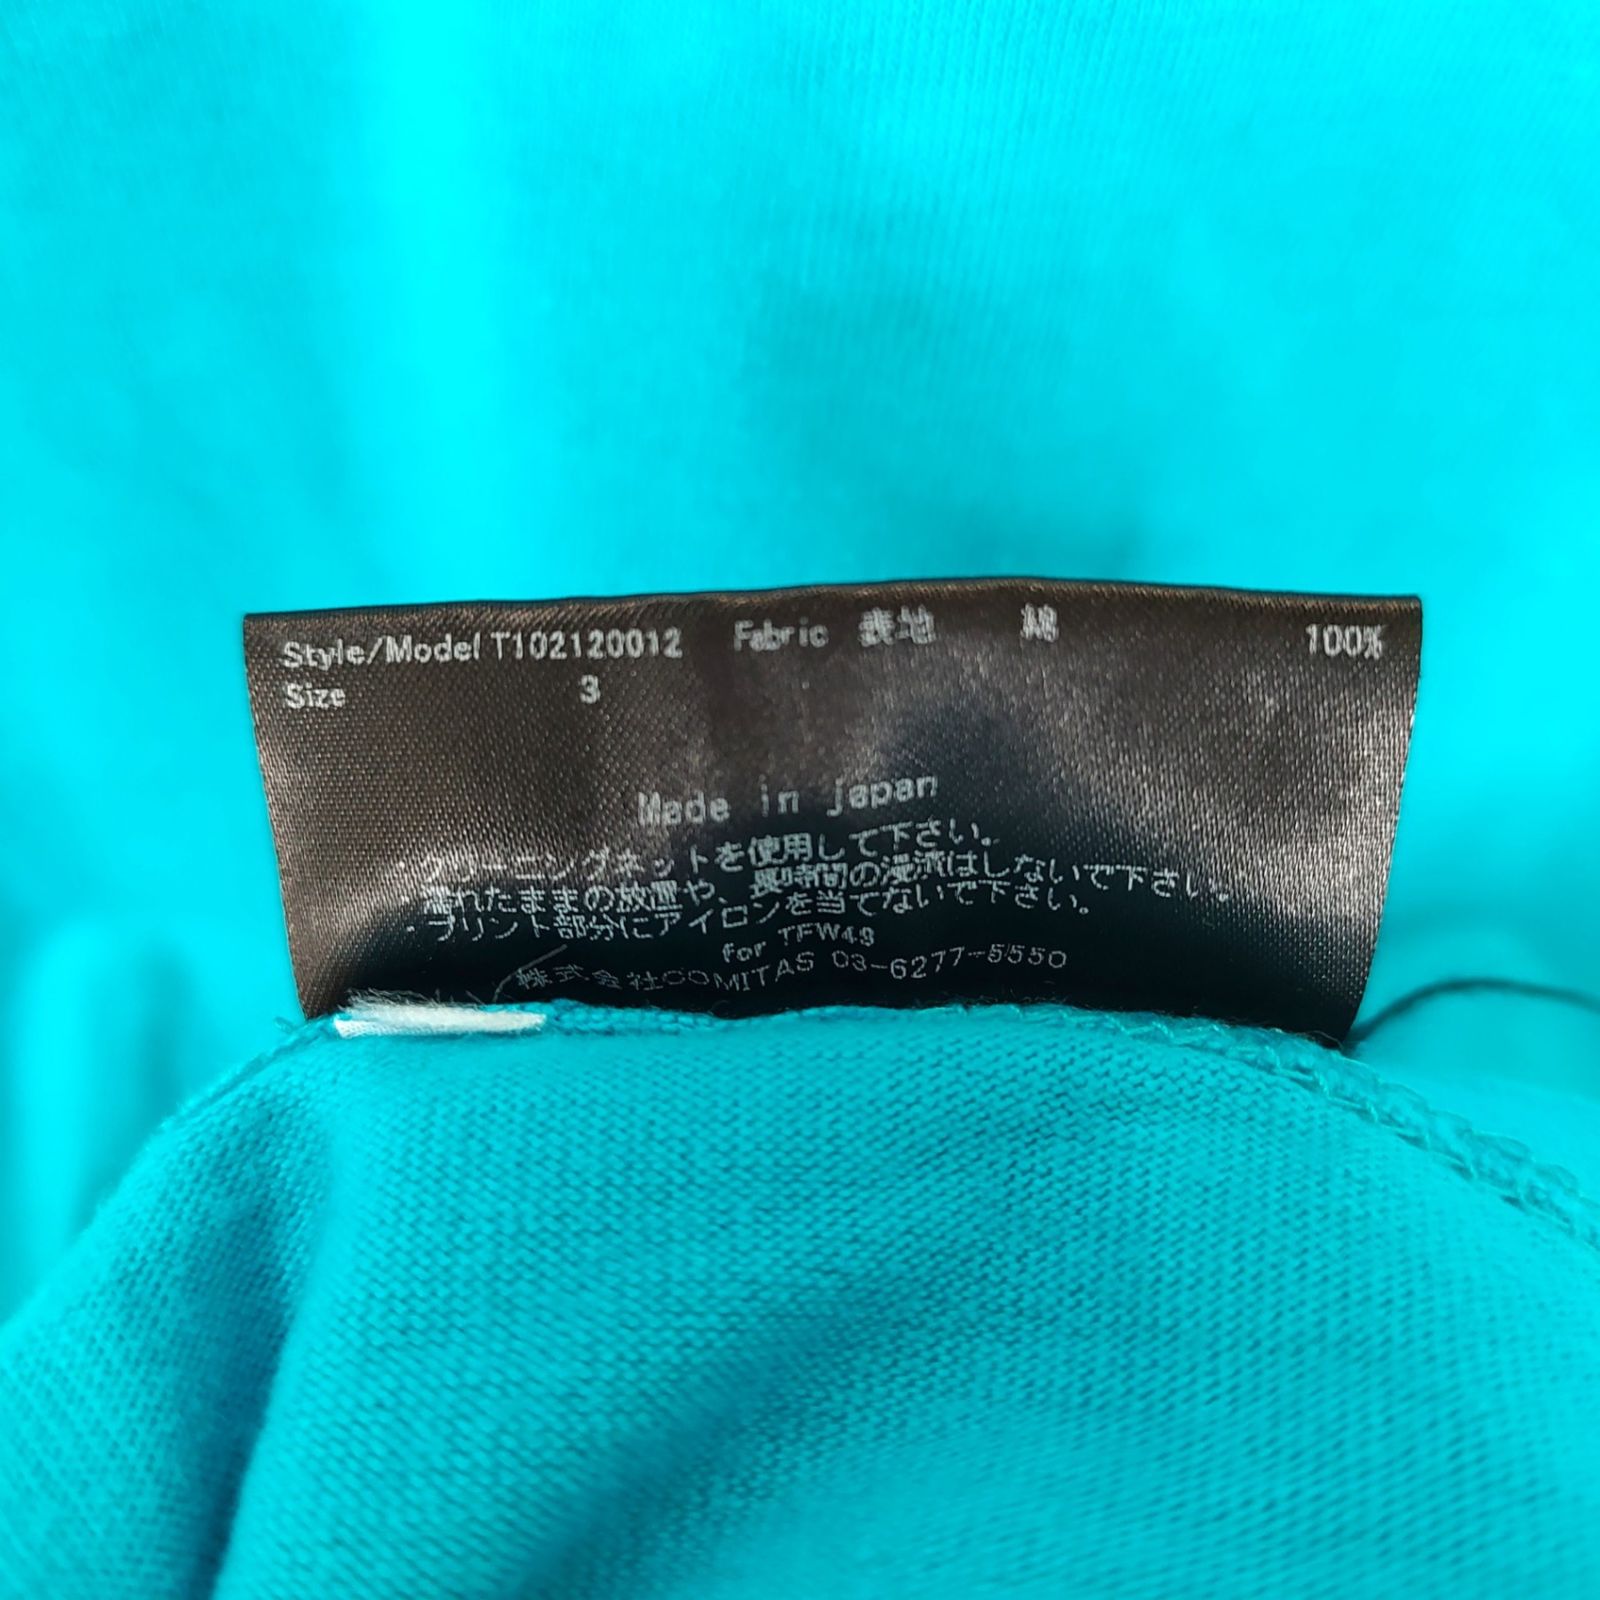 Style/Model T102120012 Fabric 表地 綿 100%
Size 3
Made in Japan
・クリーニングネットを使用して下さい。
・濡れたままの放置や、長時間の浸漬はしないで下さい。
・プリント部分にアイロンを当てないで下さい。
for TFW49
株式会社COMITAS 03-6277-5550